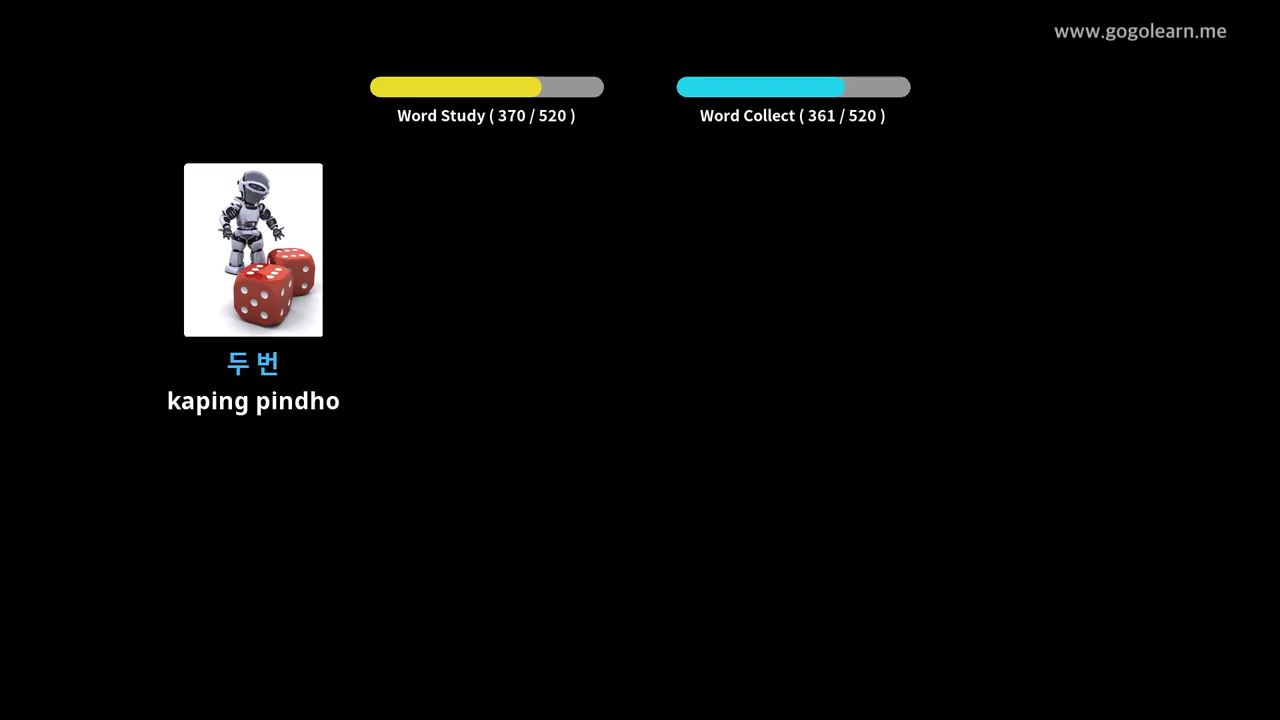 www.gogolearn.me
Word Study ( 370 / 520 )
Word Collect ( 361 / 520 )
두 번
kaping pindho